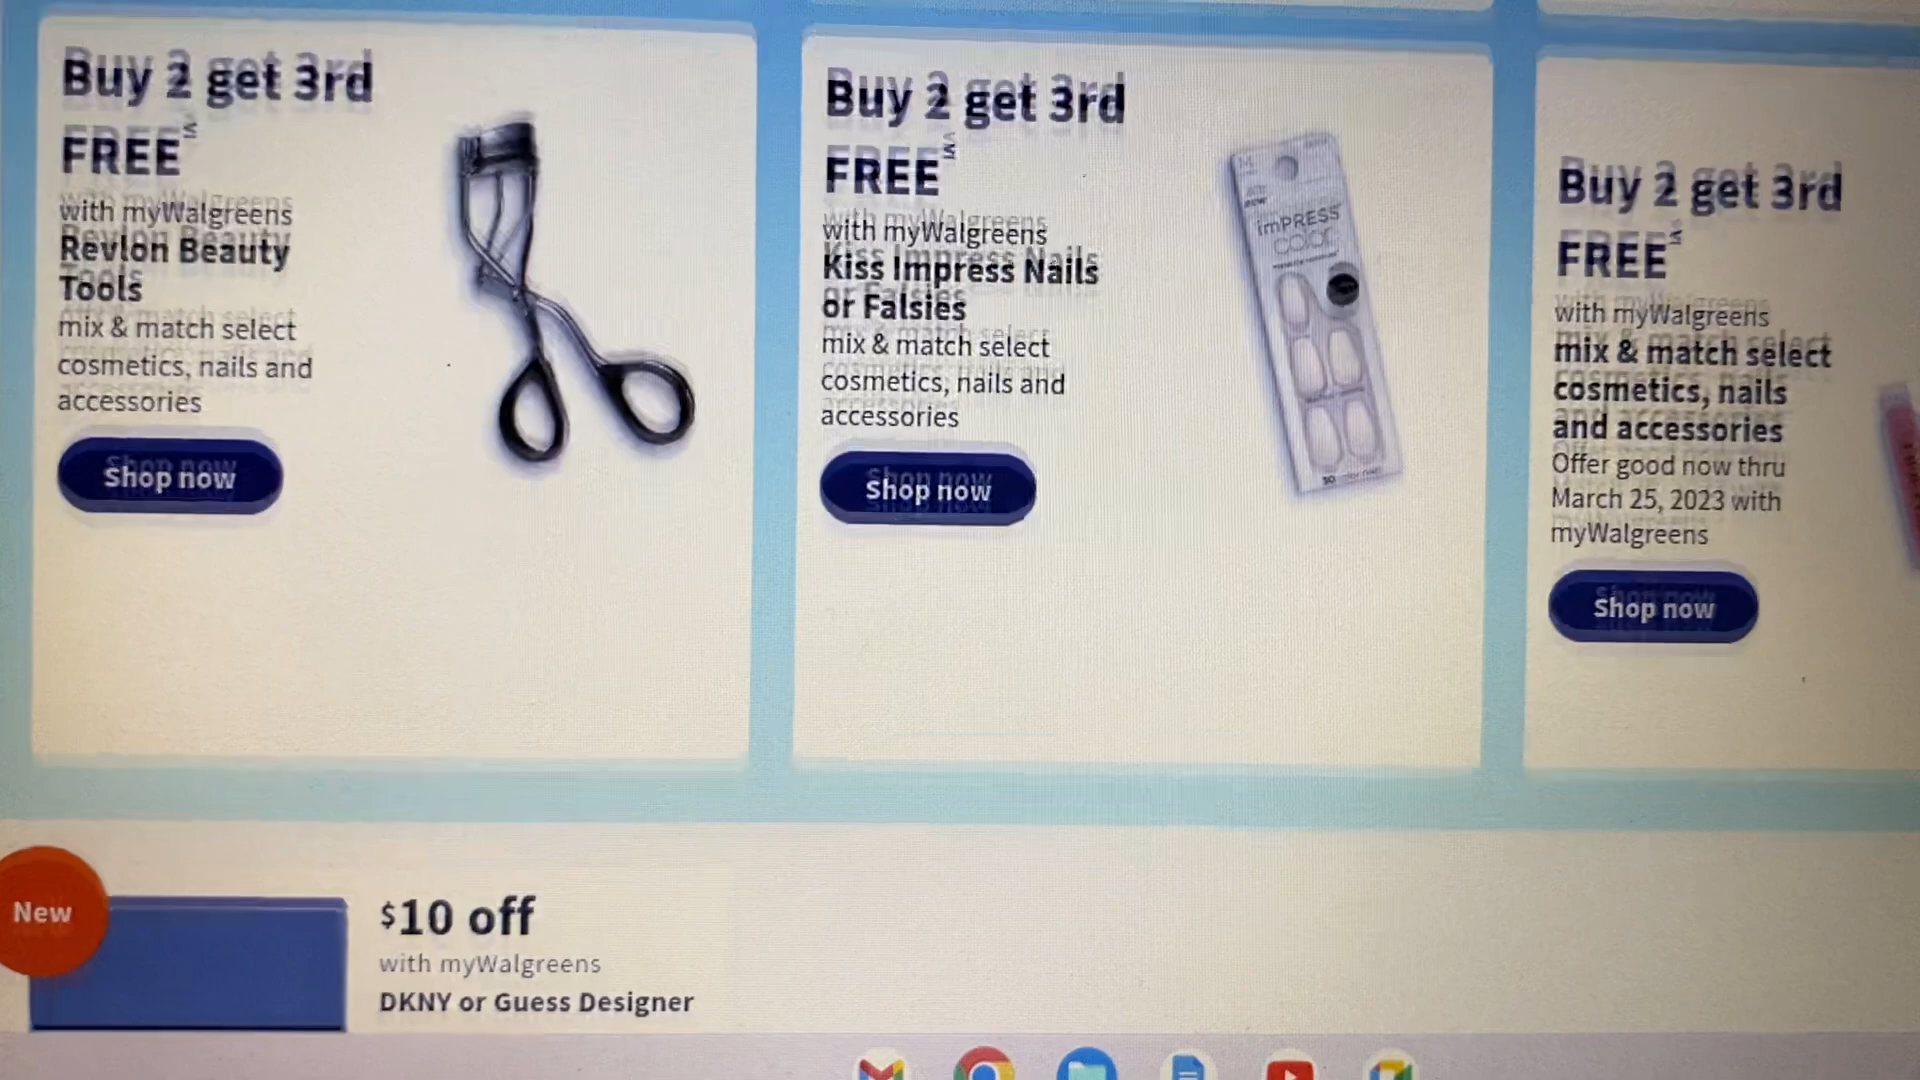 Buy 2 get 3rd
FREE
with myWalgreens
Revlon Beauty
Tools
mix & match select
cosmetics, nails and
accessories
Shop now
Buy 2 get 3rd
FREE
with myWalgreens
Kiss Impress Nails
or Falsies
mix & match select
cosmetics, nails and
accessories
Shop now
imPRESS
color
30
Buy 2 get 3rd
FREE
with myWalgreens
mix & match select
cosmetics, nails
and accessories
Offer good now thru
March 25, 2023 with
myWalgreens
Shop now
New
$10 off
with myWalgreens
DKNY or Guess Designer